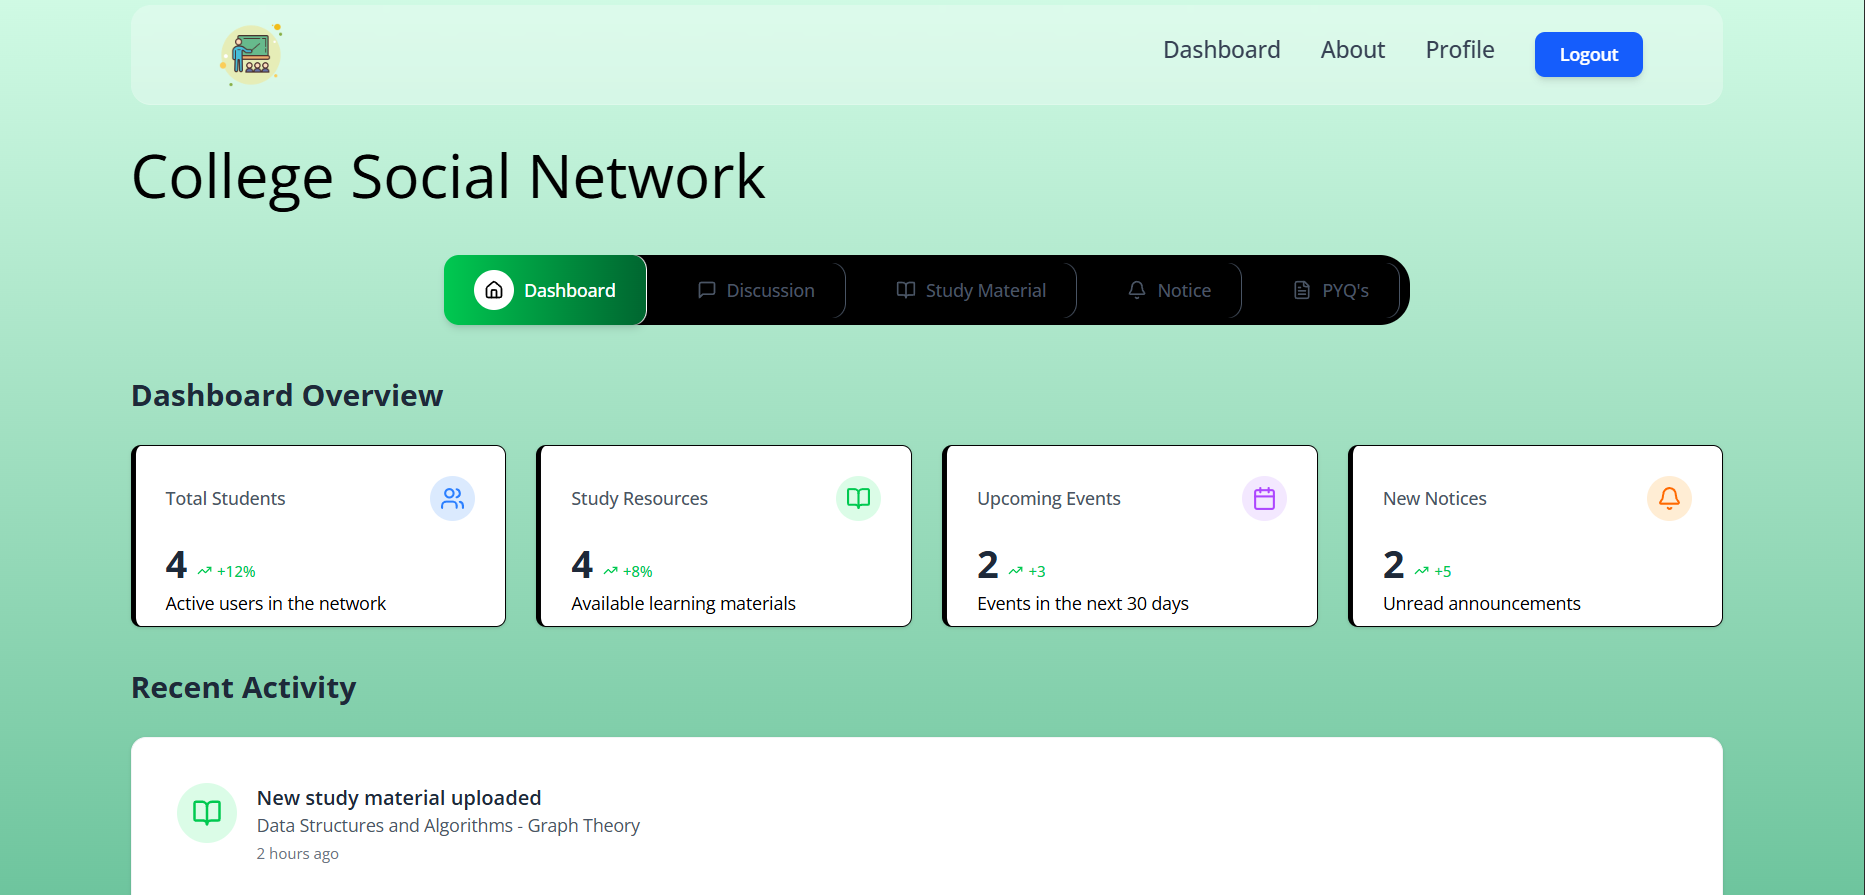 Dashboard About Profile Logout
College Social Network
Dashboard Discussion Study Material Notice PYQ's
Dashboard Overview
Total Students
4 +12%
Active users in the network
Study Resources
4 +8%
Available learning materials
Upcoming Events
2 +3
Events in the next 30 days
New Notices
2 +5
Unread announcements
Recent Activity
New study material uploaded
Data Structures and Algorithms - Graph Theory
2 hours ago